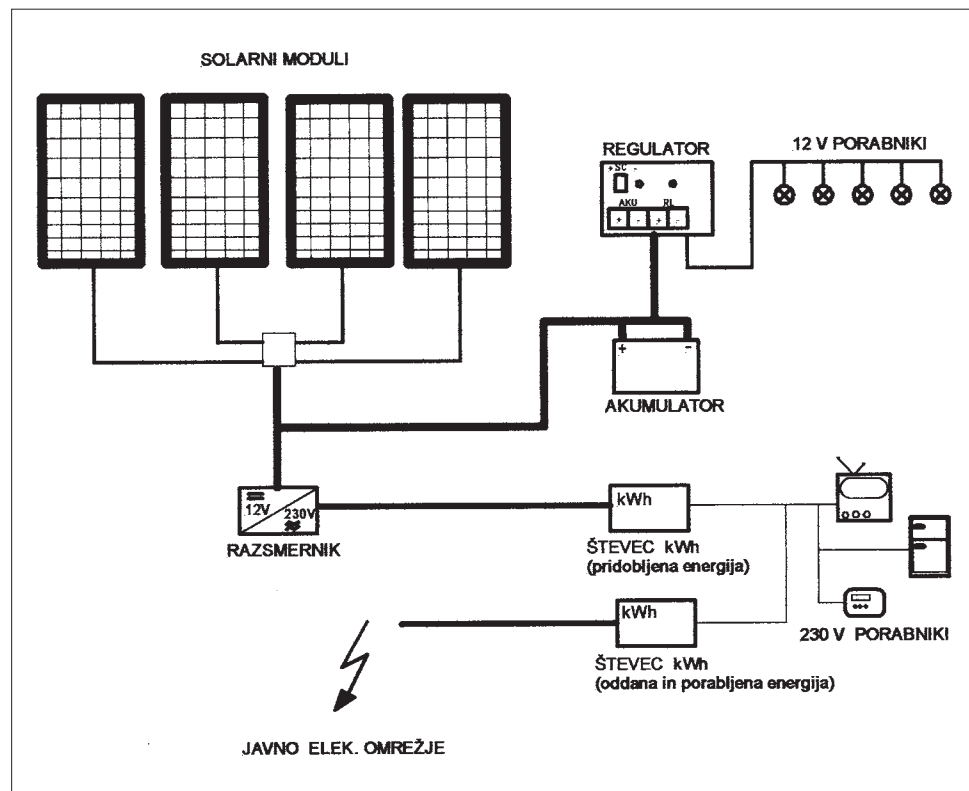 SOLARNI MODULI
REGULATOR
12 V PORABNIKI
+ SC -
AKU RL
+ - + -
+ -
AKUMULATOR
12V
230V
RAZSMERNIK
kWh
ŠTEVEC kWh
(pridobljena energija)
kWh
230 V PORABNIKI
ŠTEVEC kWh
(oddana in porabljena energija)
JAVNO ELEK. OMREŽJE